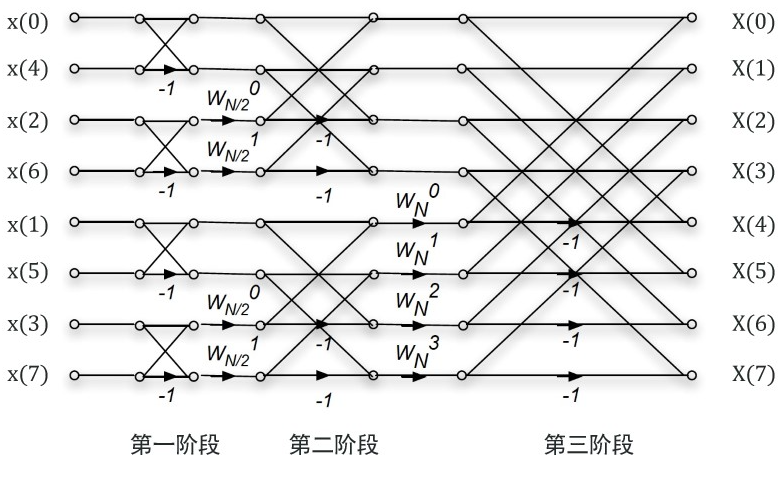 x(0) X(0)
x(4) X(1)
-1 W_{N/2}^0
x(2) X(2)
-1
x(6) W_{N/2}^1 X(3)
-1 -1
W_N^0
x(1) X(4)
-1
W_N^1
x(5) X(5)
-1 W_{N/2}^0 W_N^2 -1
x(3) X(6)
-1 -1
W_{N/2}^1 W_N^3
x(7) X(7)
-1 -1 -1
第一阶段 第二阶段 第三阶段